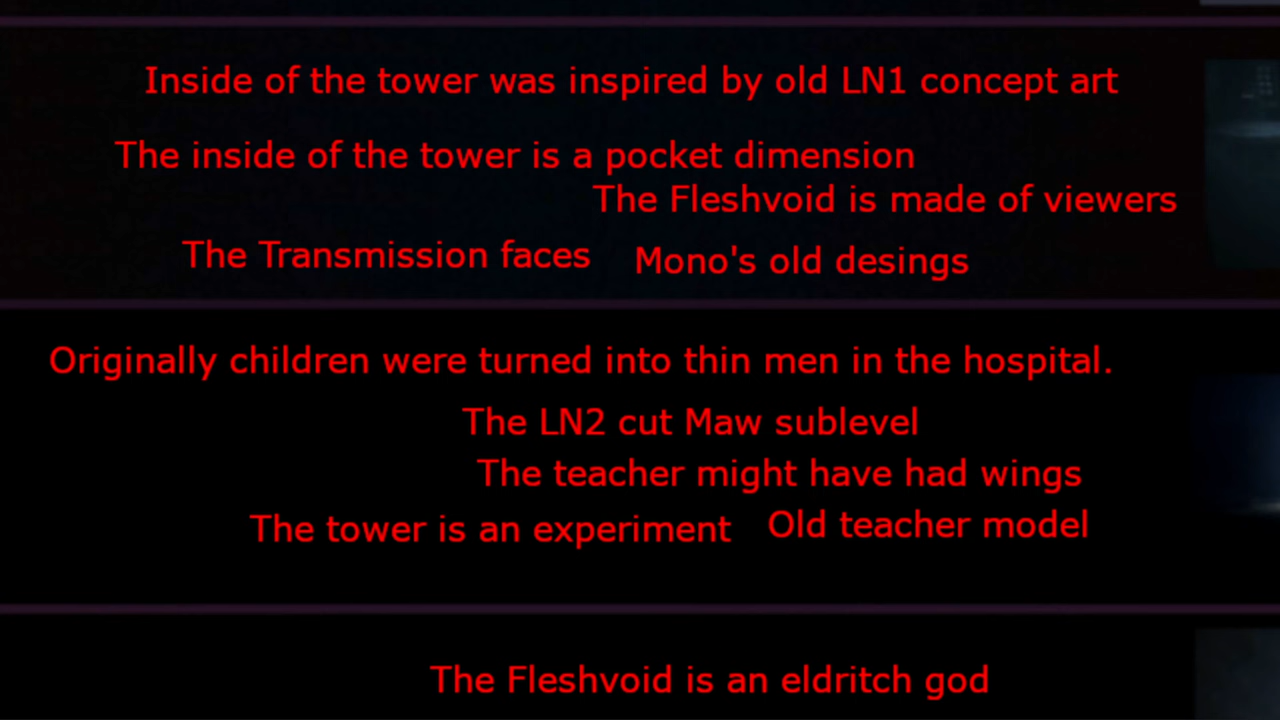 Inside of the tower was inspired by old LN1 concept art
The inside of the tower is a pocket dimension
The Fleshvoid is made of viewers
The Transmission faces
Mono's old desings
Originally children were turned into thin men in the hospital.
The LN2 cut Maw sublevel
The teacher might have had wings
The tower is an experiment
Old teacher model
The Fleshvoid is an eldritch god